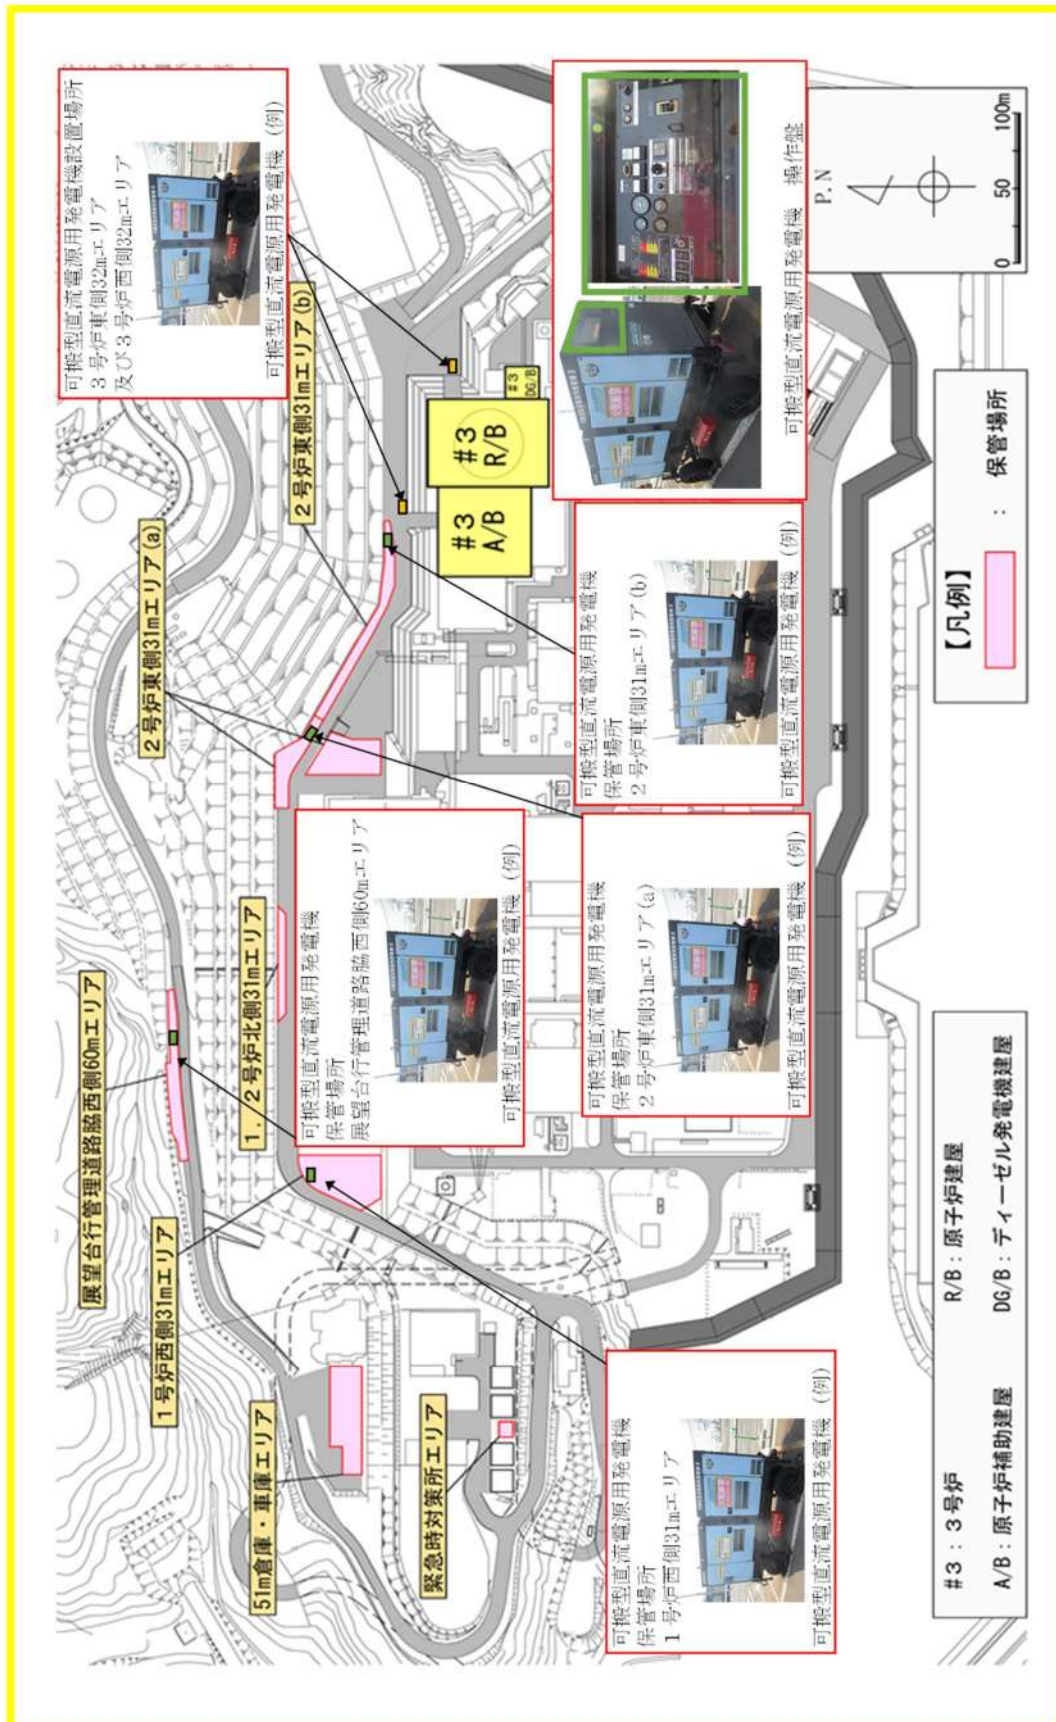 可搬型直流電源用発電機設置場所
3号炉東側32mエリア
及び3号炉西側32mエリア
可搬型直流電源用発電機（例）
展望台行管理道路脇西側60mエリア
2号炉東側31mエリア(a)
2号炉東側31mエリア(b)
1号炉西側31mエリア
1，2号炉北側31mエリア
51m倉庫・車庫エリア
緊急時対策所エリア
可搬型直流電源用発電機
保管場所
展望台行管理道路脇西側60mエリア
可搬型直流電源用発電機（例）
#3
A/B
#3
R/B
#3
DG/B
可搬型直流電源用発電機
保管場所
1号炉西側31mエリア
可搬型直流電源用発電機（例）
可搬型直流電源用発電機
保管場所
2号炉東側31mエリア(a)
可搬型直流電源用発電機（例）
可搬型直流電源用発電機
保管場所
2号炉東側31mエリア(b)
可搬型直流電源用発電機（例）
可搬型直流電源用発電機　操作盤
P.N
0 50 100m
【凡例】
：保管場所
#3：3号炉
R/B：原子炉建屋
A/B：原子炉補助建屋
DG/B：ディーゼル発電機建屋